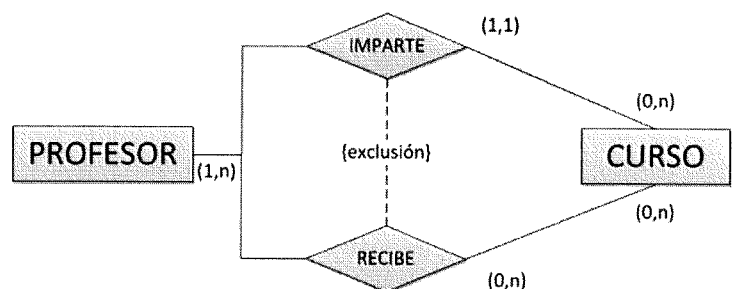 IMPARTE
(1,1)
(0,n)
PROFESOR
(1,n)
{exclusión}
CURSO
(0,n)
RECIBE
(0,n)